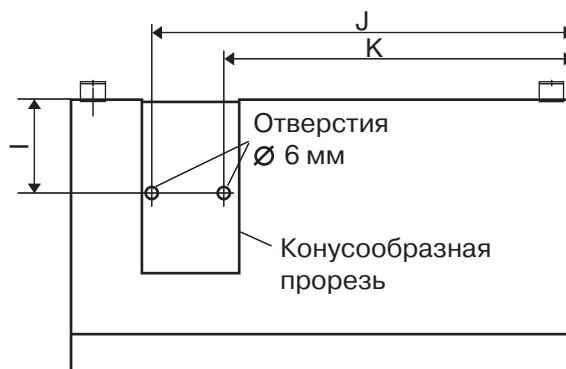 J
K
I
Отверстия
Ø 6 мм
Конусообразная
прорезь